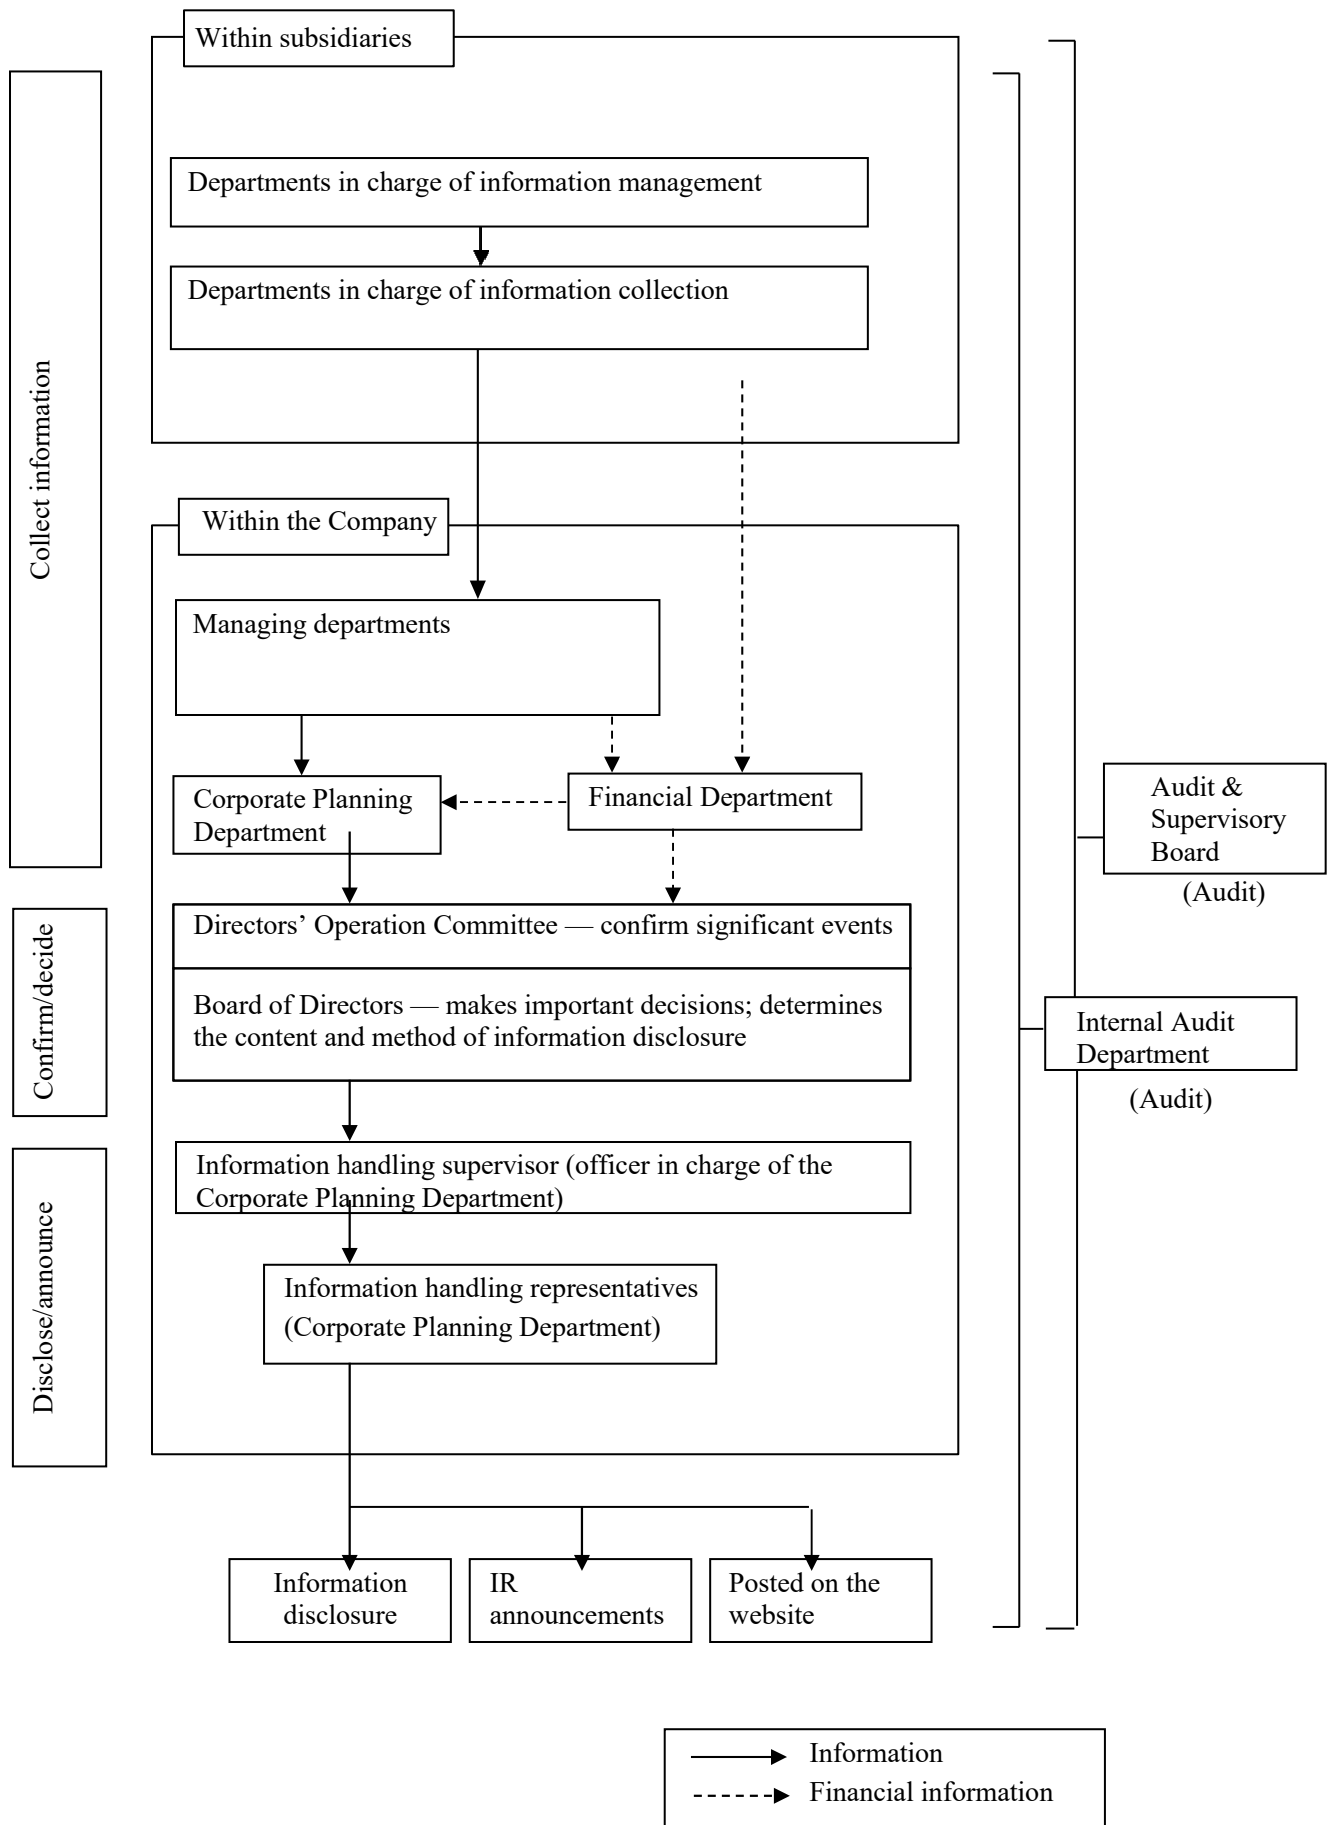 Within subsidiaries
Departments in charge of information management
Departments in charge of information collection
Collect information
Within the Company
Managing departments
Corporate Planning
Department
Financial Department
Audit &
Supervisory
Board
(Audit)
Directors’ Operation Committee — confirm significant events
Confirm/decide
Board of Directors — makes important decisions; determines
the content and method of information disclosure
Internal Audit
Department
(Audit)
Information handling supervisor (officer in charge of the
Corporate Planning Department)
Disclose/announce
Information handling representatives
(Corporate Planning Department)
Information
disclosure
IR
announcements
Posted on the
website
Information
Financial information